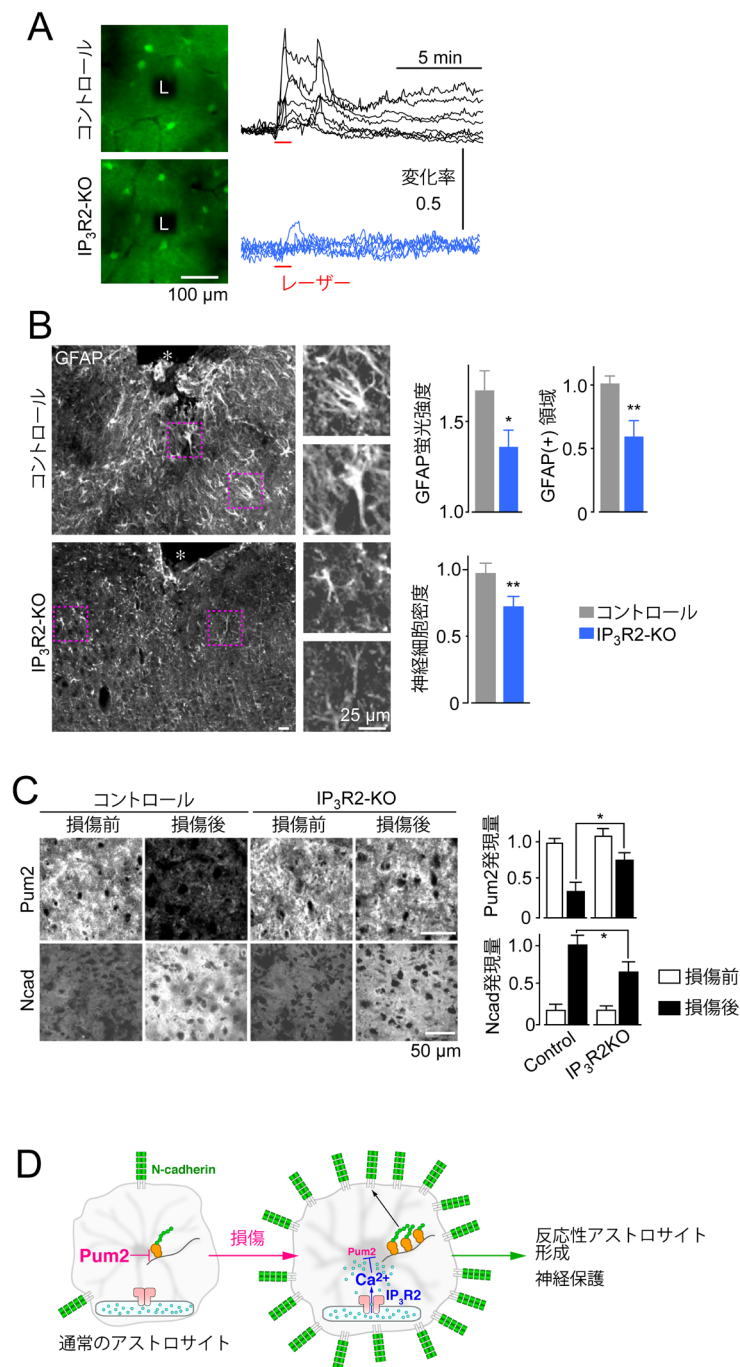 A
コントロール
L
5 min
IP3R2-KO
L
100 μm
変化率
0.5
レーザー
B
コントロール
GFAP
*
IP3R2-KO
*
25 μm
GFAP蛍光強度
1.5
1.0
*
GFAP(+) 領域
1.0
0.5
0
**
神経細胞密度
1.0
0.5
0
**
コントロール
IP3R2-KO
C
コントロール
IP3R2-KO
損傷前
損傷後
損傷前
損傷後
Pum2
Ncad
50 μm
Pum2発現量
1.0
0.5
0
*
Ncad発現量
1.0
0.5
0
*
Control
IP3R2KO
損傷前
損傷後
D
N-cadherin
Pum2
通常のアストロサイト
損傷
Pum2
Ca2+
IP3R2
反応性アストロサイト
形成
神経保護